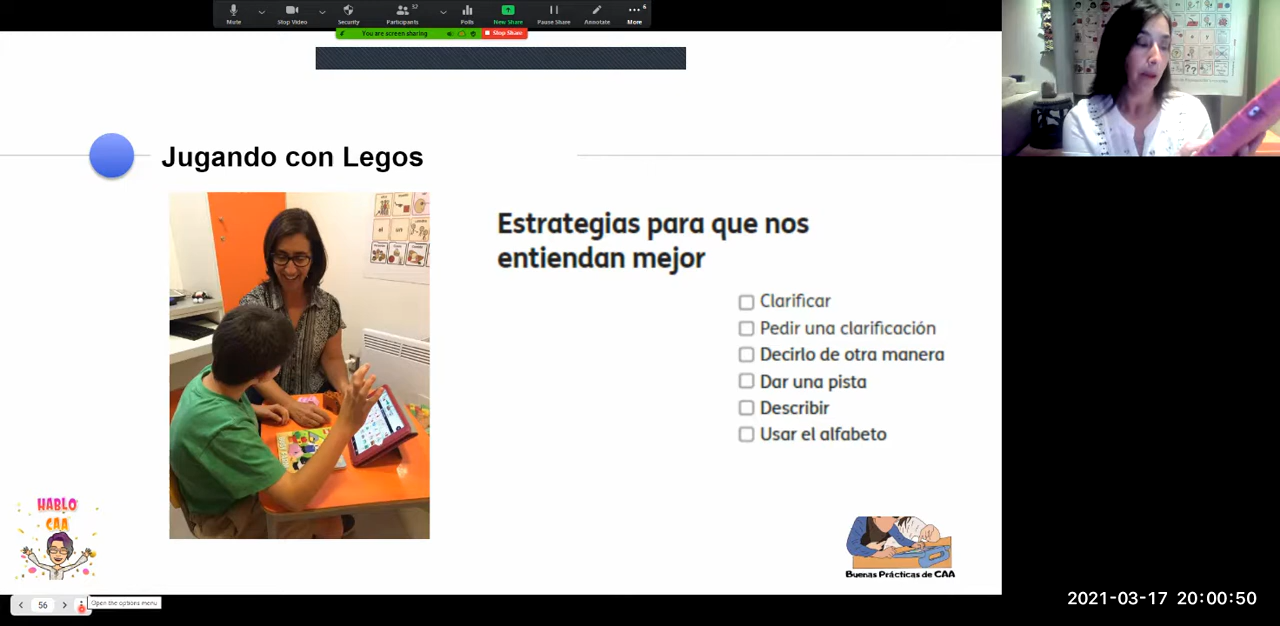 Mute
Stop Video
Security
Participants
52
Polls
New Share
Pause Share
Annotate
More
6
You are screen sharing
Stop Share
Jugando con Legos
Estrategias para que nos
entiendan mejor
Clarificar
Pedir una clarificación
Decirlo de otra manera
Dar una pista
Describir
Usar el alfabeto
HABLO
CAA
Buenas Prácticas de CAA
56
Open the options menu
2021-03-17 20:00:50